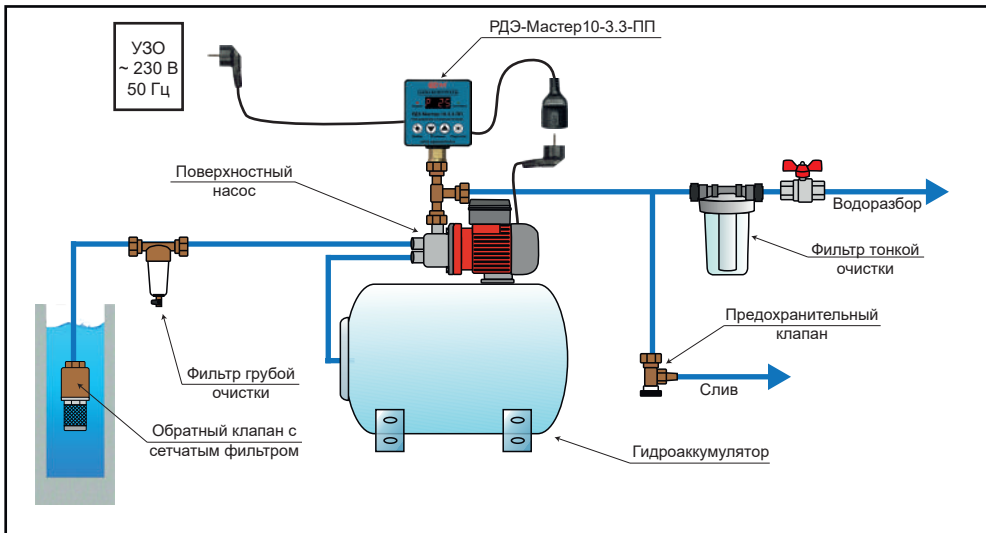 РДЭ-Мастер10-3.3-ПП
УЗО
~ 230 В
50 Гц
Поверхностный
насос
Водоразбор
Фильтр тонкой
очистки
Предохранительный
клапан
Слив
Фильтр грубой
очистки
Обратный клапан с
сетчатым фильтром
Гидроаккумулятор